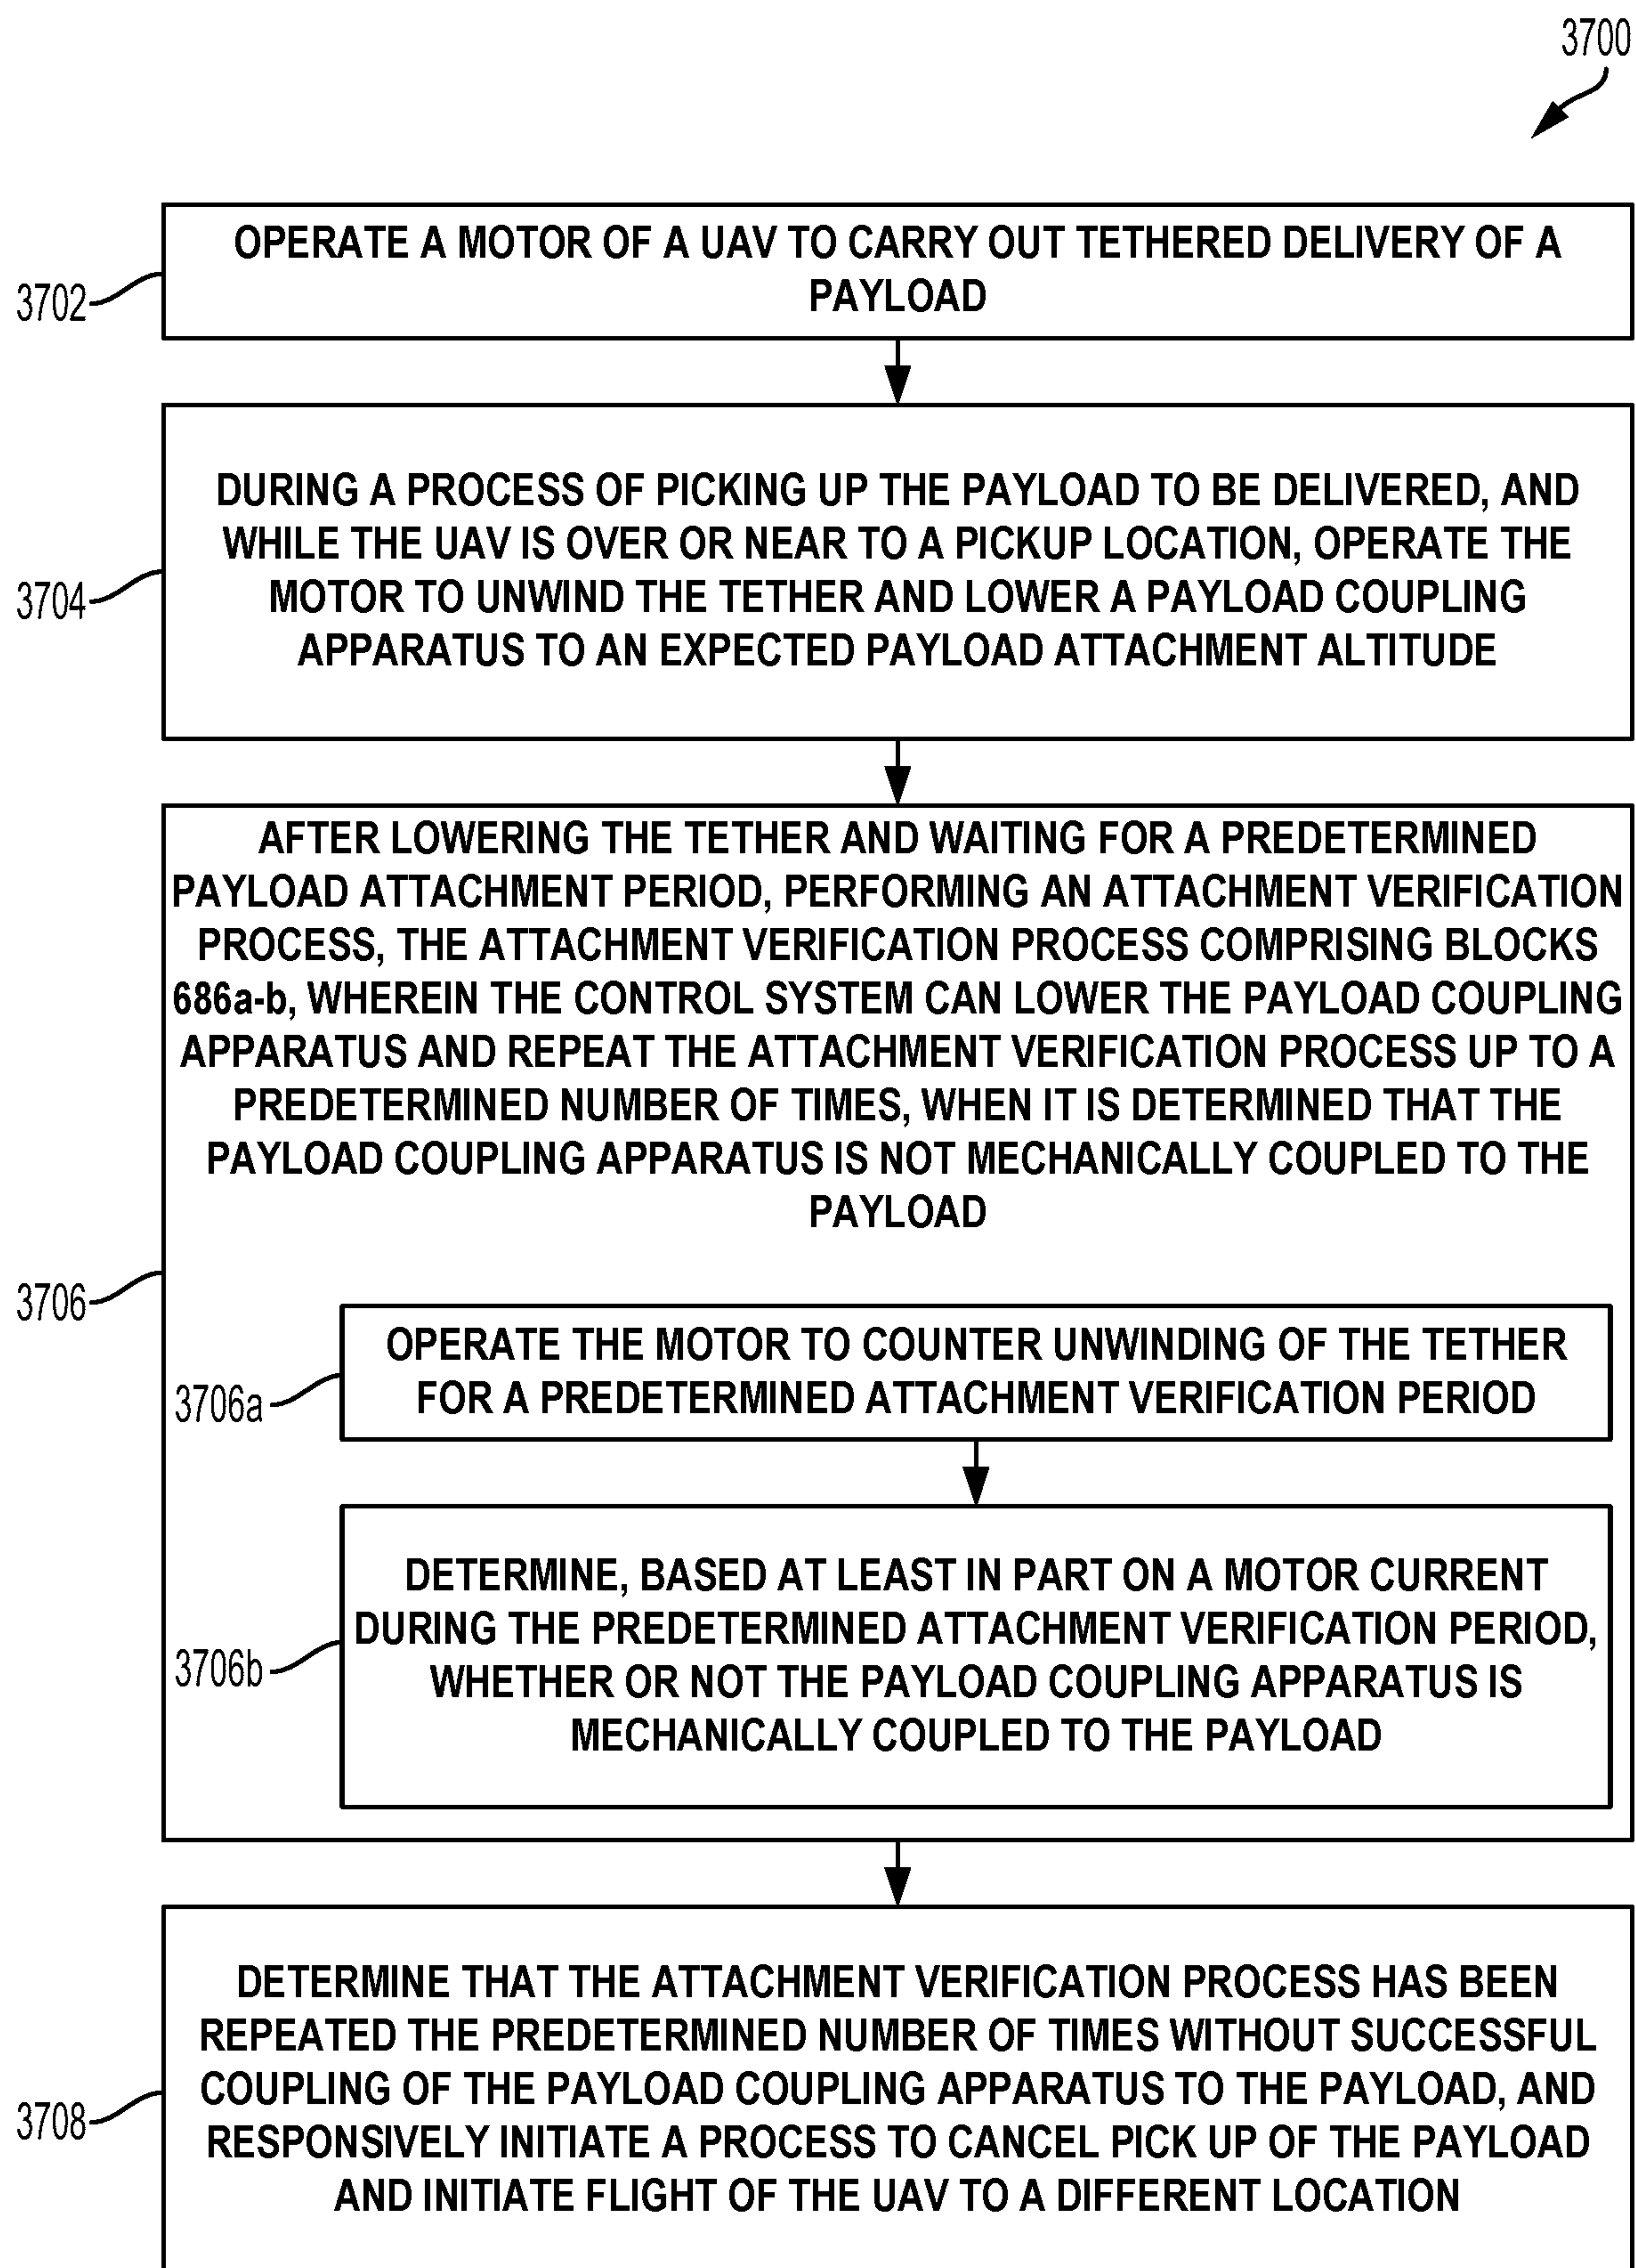 3700
OPERATE A MOTOR OF A UAV TO CARRY OUT TETHERED DELIVERY OF A
PAYLOAD
3702
DURING A PROCESS OF PICKING UP THE PAYLOAD TO BE DELIVERED, AND
WHILE THE UAV IS OVER OR NEAR TO A PICKUP LOCATION, OPERATE THE
MOTOR TO UNWIND THE TETHER AND LOWER A PAYLOAD COUPLING
APPARATUS TO AN EXPECTED PAYLOAD ATTACHMENT ALTITUDE
3704
AFTER LOWERING THE TETHER AND WAITING FOR A PREDETERMINED
PAYLOAD ATTACHMENT PERIOD, PERFORMING AN ATTACHMENT VERIFICATION
PROCESS, THE ATTACHMENT VERIFICATION PROCESS COMPRISING BLOCKS
686a-b, WHEREIN THE CONTROL SYSTEM CAN LOWER THE PAYLOAD COUPLING
APPARATUS AND REPEAT THE ATTACHMENT VERIFICATION PROCESS UP TO A
PREDETERMINED NUMBER OF TIMES, WHEN IT IS DETERMINED THAT THE
PAYLOAD COUPLING APPARATUS IS NOT MECHANICALLY COUPLED TO THE
PAYLOAD
3706
OPERATE THE MOTOR TO COUNTER UNWINDING OF THE TETHER
FOR A PREDETERMINED ATTACHMENT VERIFICATION PERIOD
3706a
DETERMINE, BASED AT LEAST IN PART ON A MOTOR CURRENT
DURING THE PREDETERMINED ATTACHMENT VERIFICATION PERIOD,
WHETHER OR NOT THE PAYLOAD COUPLING APPARATUS IS
MECHANICALLY COUPLED TO THE PAYLOAD
3706b
DETERMINE THAT THE ATTACHMENT VERIFICATION PROCESS HAS BEEN
REPEATED THE PREDETERMINED NUMBER OF TIMES WITHOUT SUCCESSFUL
COUPLING OF THE PAYLOAD COUPLING APPARATUS TO THE PAYLOAD, AND
RESPONSIVELY INITIATE A PROCESS TO CANCEL PICK UP OF THE PAYLOAD
AND INITIATE FLIGHT OF THE UAV TO A DIFFERENT LOCATION
3708